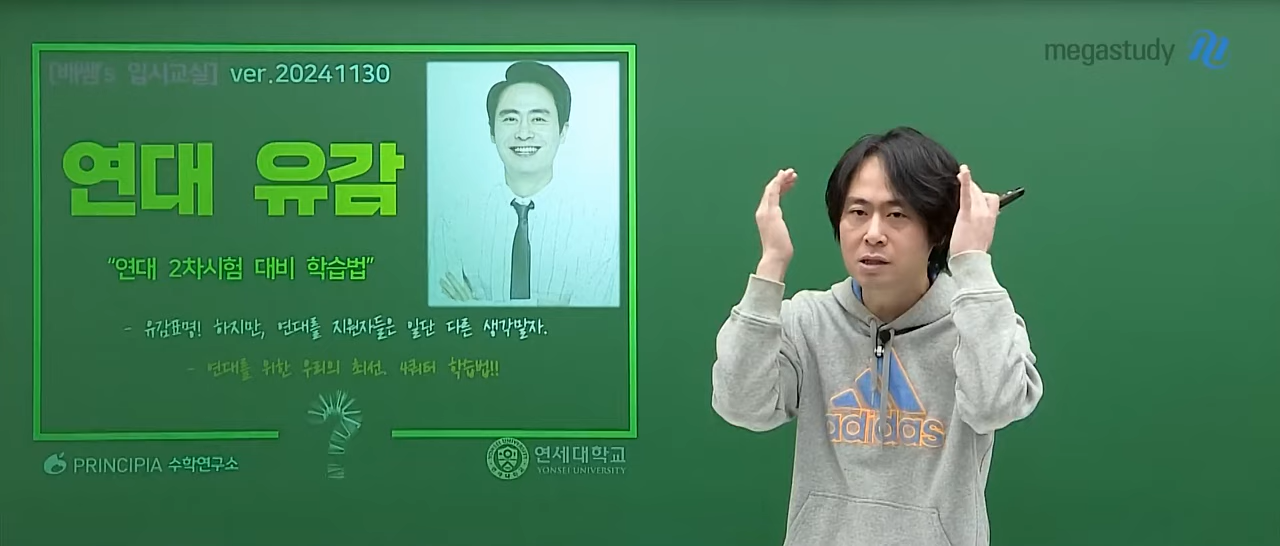 [배쌤's 입시교실] ver.20241130
megastudy
연대 유감
"연대 2차시험 대비 학습법"
- 유감표명! 하지만, 연대를 지원자들은 일단 다른 생각말자.
- 연대를 위한 우리의 최선. 4쿼터 학습법!!
PRINCIPIA 수학연구소
연세대학교
YONSEI UNIVERSITY
adidas